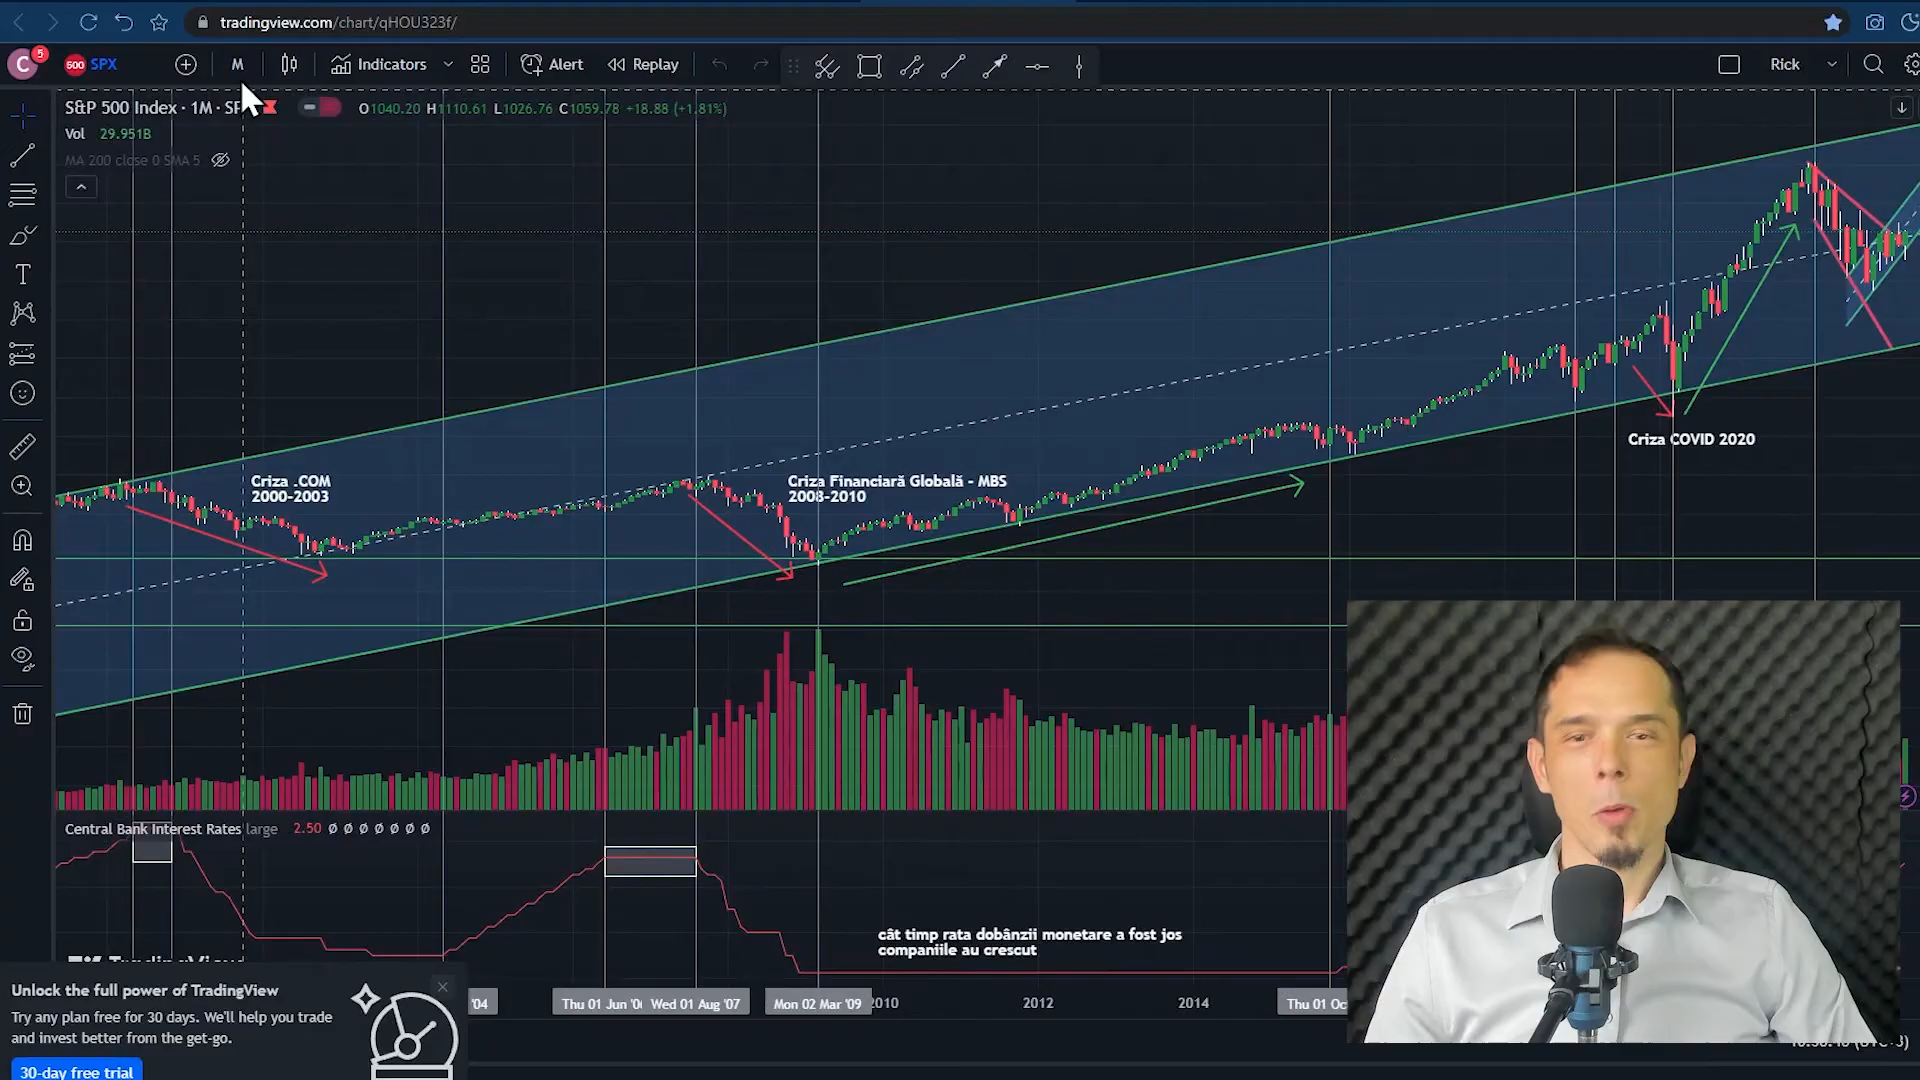 tradingview.com/chart/qHOU323f/
C 5 500 SPX M Indicators Alert Replay Rick
S&P 500 Index · 1M · SP O1040.20 H1110.61 L1026.76 C1059.78 +18.88 (+1.81%)
Vol 29.951B
MA 200 close 0 SMA 5
Criza .COM
2000-2003
Criza Financiară Globală - MBS
2008-2010
Criza COVID 2020
Central Bank Interest Rates large 2.50 Ø Ø Ø Ø Ø Ø Ø
cât timp rata dobânzii monetare a fost jos
companiile au crescut
TradingView
'04 Thu 01 Jun '06 Wed 01 Aug '07 Mon 02 Mar '09 2010 2012 2014 Thu 01 Oc
Unlock the full power of TradingView
Try any plan free for 30 days. We'll help you trade
and invest better from the get-go.
30-day free trial